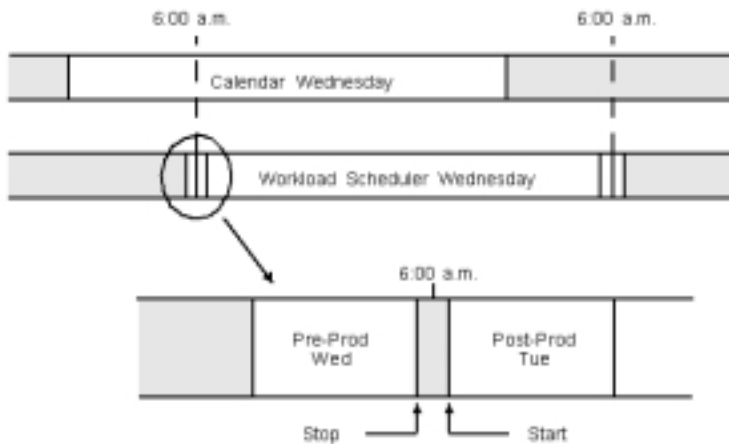 6:00 a.m.
6:00 a.m.
Calendar Wednesday
Workload Scheduler Wednesday
6:00 a.m.
Pre-Prod
Wed
Post-Prod
Tue
Stop
Start